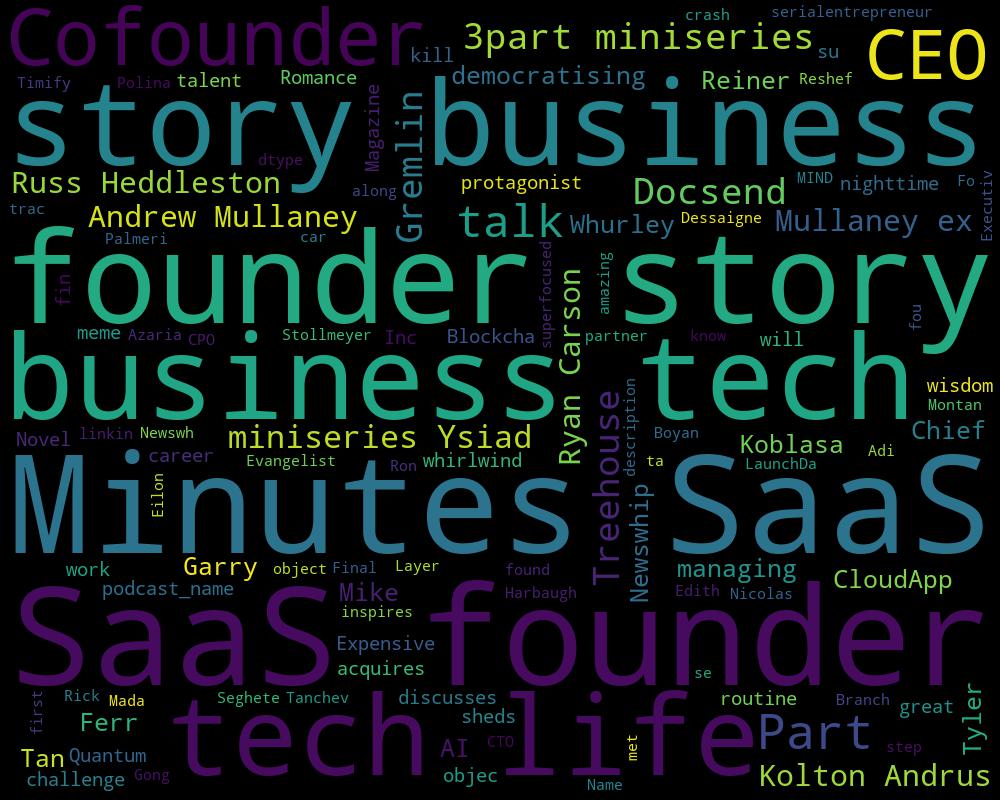 Cofounder
crash
serialentrepreneur
kill
3part miniseries
su
CEO
Timify
Polina
talent
Romance
democratising
Reiner
Reshef
story
business
dtype
Magazine
Gremlin
Russ Heddleston
along
protagonist
Docsend
MIND
nighttime
Fo
Executiv
trac
Andrew Mullaney
talk
Whurley
Dessaigne
Mullaney ex
Palmeri
car
founder
fin
superfocused
Ryan Carson
amazing
story
fou
meme
Azaria
CPO
Stollmeyer
Inc
Blockcha
partner
know
will
business
tech
wisdom
Montan
Novel
linkin
Newswh
miniseries Ysiad
Treehouse
description
Boyan
Koblasa
Adi
Chief
career
Evangelist
Ron
whirlwind
ta
LaunchDa
Minutes
Eilon
Newswhip
SaaS
work
Garry
object
Final
Layer
found
managing
CloudApp
podcast_name
Mike
Harbaugh
Edith
Nicolas
inspires
SaaS founder
Expensive
acquires
se
first
Rick
Mada
Seghete
Tanchev
discusses
routine
Branch
great
Tyler
Ferr
sheds
tech life
Part
AI
CTO
met
step
Tan
Quantum
challenge
Gong
objec
Name
Kolton Andrus